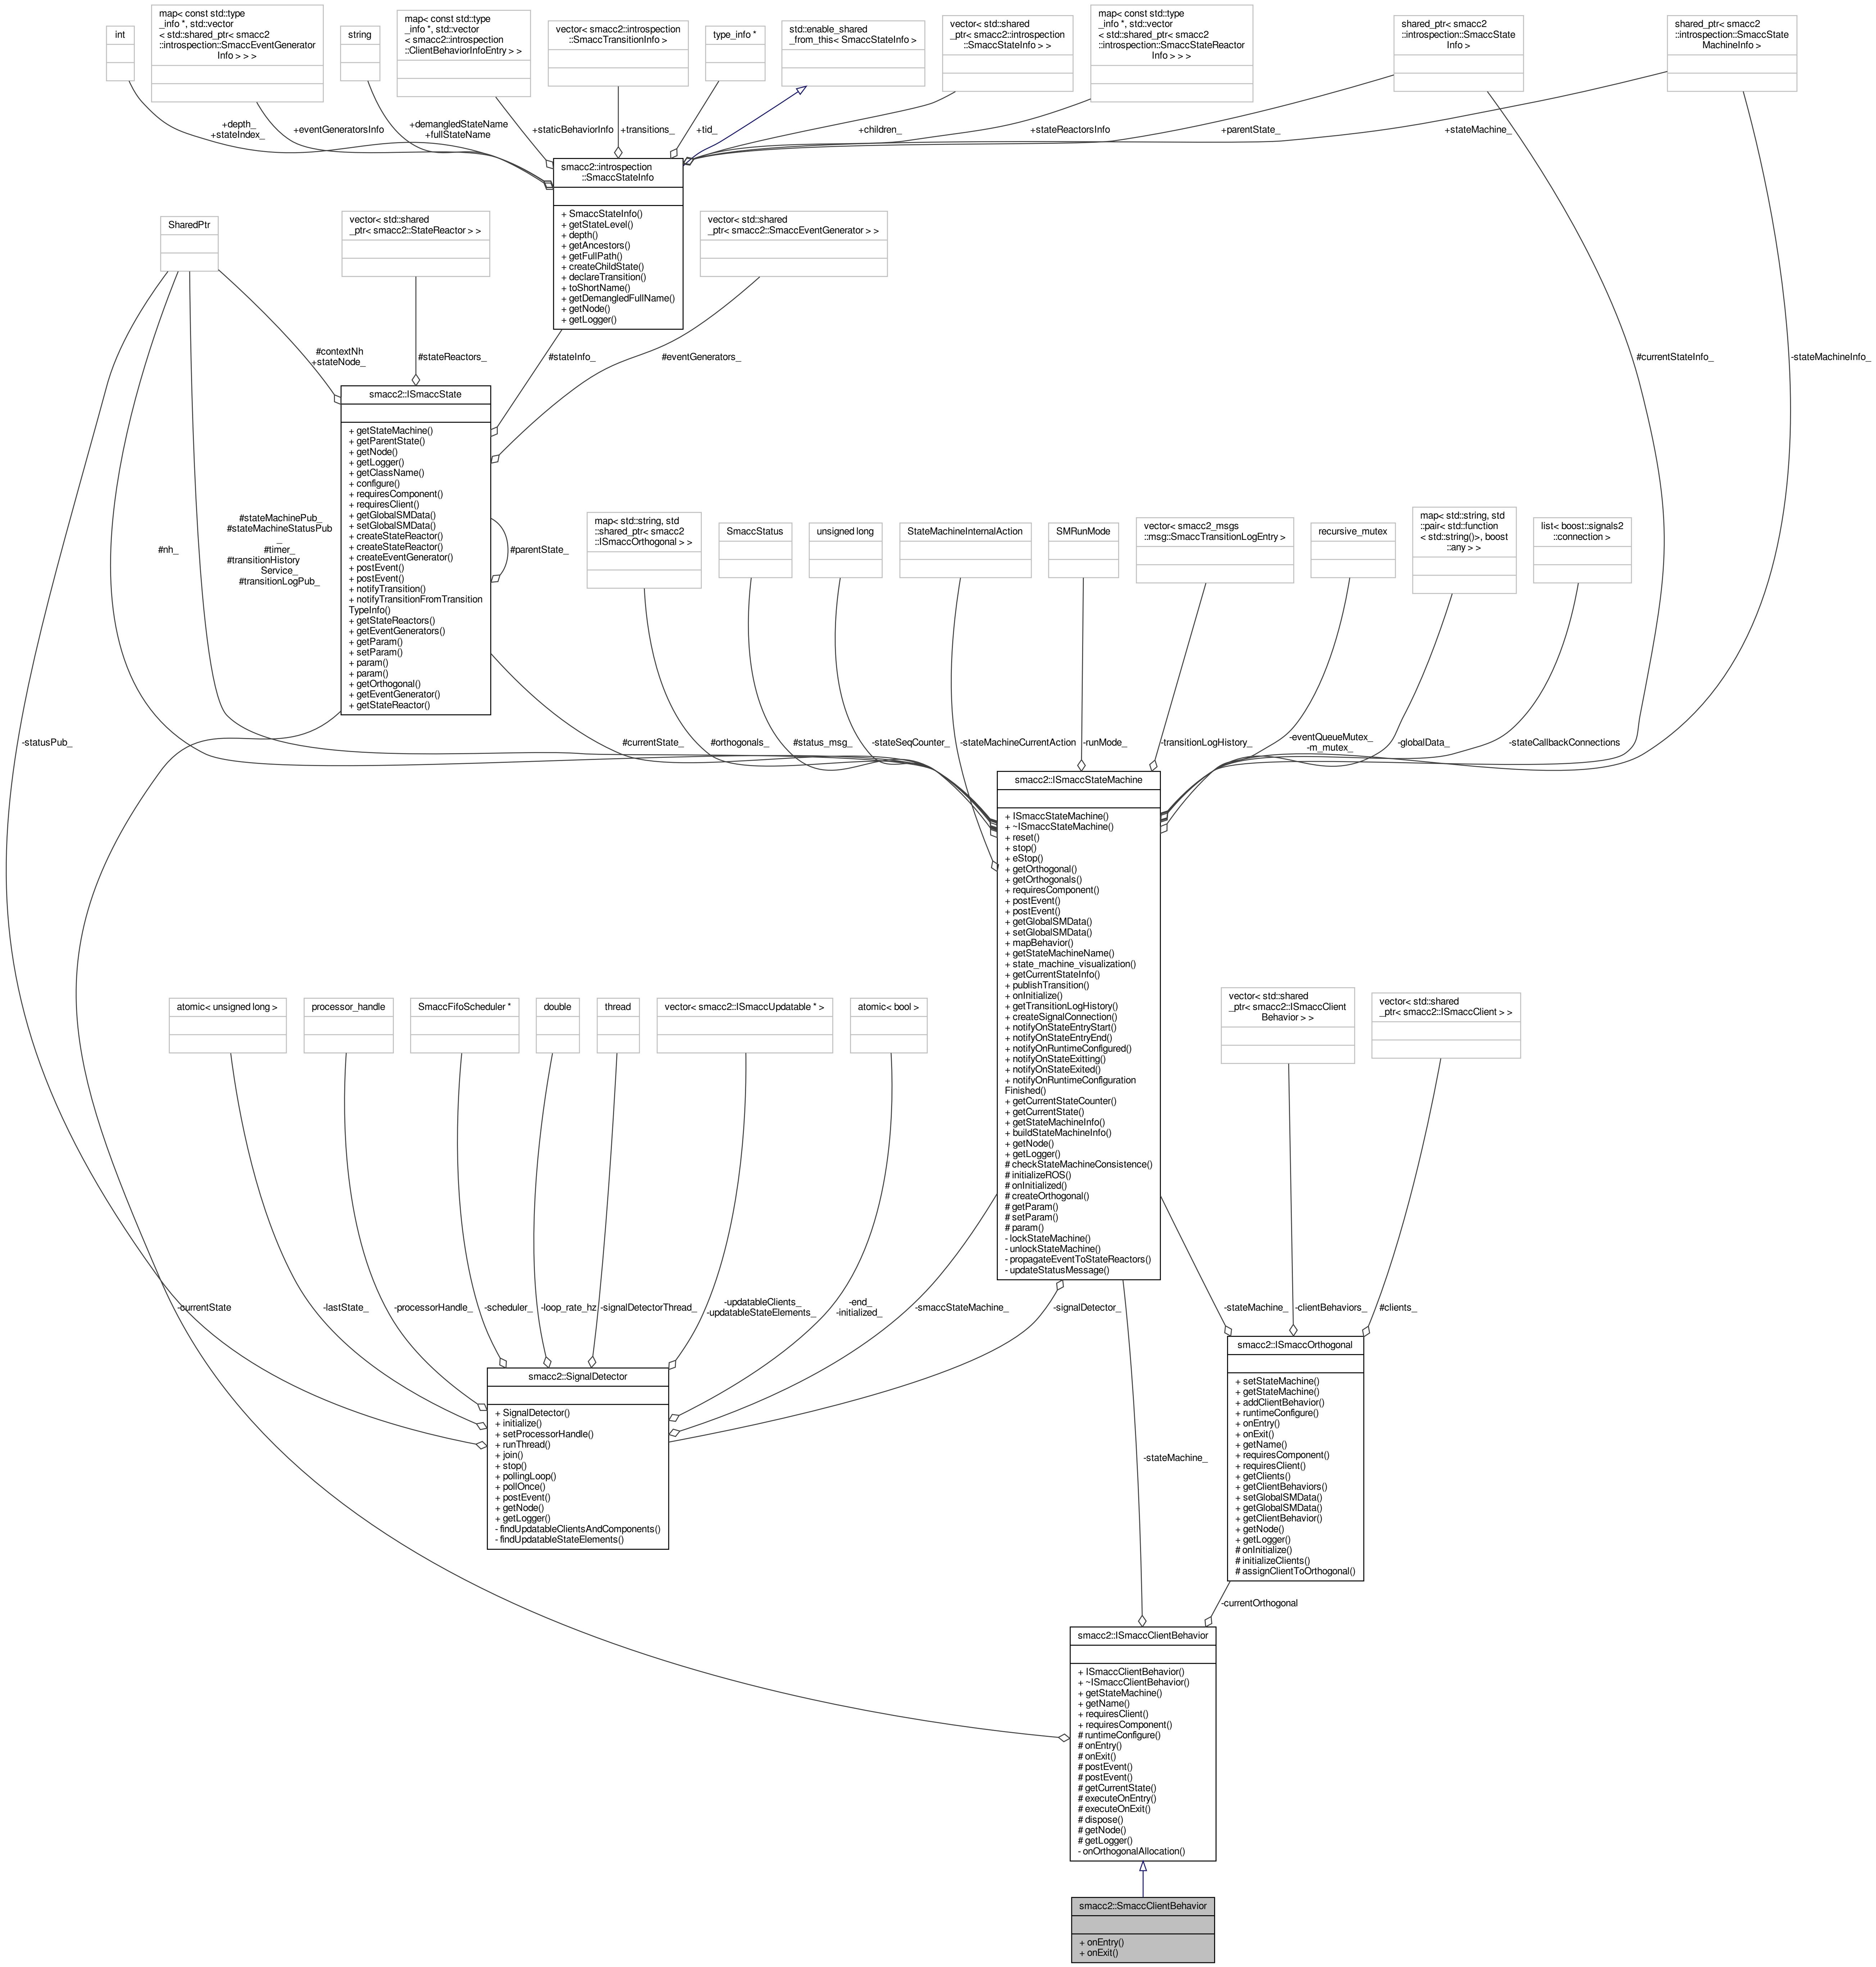 int
map< const std::type
_info *, std::vector
< std::shared_ptr< smacc2
::introspection::SmaccEventGenerator
Info > > >
string
map< const std::type
_info *, std::vector
< smacc2::introspection
::ClientBehaviorInfoEntry > >
vector< smacc2::introspection
::SmaccTransitionInfo >
type_info *
std::enable_shared
_from_this< SmaccStateInfo >
vector< std::shared
_ptr< smacc2::introspection
::SmaccStateInfo > >
map< const std::type
_info *, std::vector
< std::shared_ptr< smacc2
::introspection::SmaccStateReactor
Info > > >
shared_ptr< smacc2
::introspection::SmaccState
Info >
shared_ptr< smacc2
::introspection::SmaccState
MachineInfo >
+depth_
+stateIndex_
+eventGeneratorsInfo
+demangledStateName
+fullStateName
+staticBehaviorInfo
+transitions_
+tid_
+children_
+stateReactorsInfo
+parentState_
+stateMachine_
smacc2::introspection
::SmaccStateInfo
+ SmaccStateInfo()
+ getStateLevel()
+ depth()
+ getAncestors()
+ getFullPath()
+ createChildState()
+ declareTransition()
+ toShortName()
+ getDemangledFullName()
+ getNode()
+ getLogger()
SharedPtr
vector< std::shared
_ptr< smacc2::StateReactor > >
vector< std::shared
_ptr< smacc2::SmaccEventGenerator > >
#contextNh
+stateNode_
#stateReactors_
#stateInfo_
#eventGenerators_
#currentStateInfo_
-stateMachineInfo_
smacc2::ISmaccState
+ getStateMachine()
+ getParentState()
+ getNode()
+ getLogger()
+ getClassName()
+ configure()
+ requiresComponent()
+ requiresClient()
+ getGlobalSMData()
+ setGlobalSMData()
+ createStateReactor()
+ createStateReactor()
+ createEventGenerator()
+ postEvent()
+ postEvent()
+ notifyTransition()
+ notifyTransitionFromTransition
TypeInfo()
+ getStateReactors()
+ getEventGenerators()
+ getParam()
+ setParam()
+ param()
+ param()
+ getOrthogonal()
+ getEventGenerator()
+ getStateReactor()
#nh_
#stateMachinePub_
#stateMachineStatusPub
_
#timer_
#transitionHistory
Service_
#transitionLogPub_
#parentState_
map< std::string, std
::shared_ptr< smacc2
::ISmaccOrthogonal > >
SmaccStatus
unsigned long
StateMachineInternalAction
SMRunMode
vector< smacc2_msgs
::msg::SmaccTransitionLogEntry >
recursive_mutex
map< std::string, std
::pair< std::function
< std::string()>, boost
::any > >
list< boost::signals2
::connection >
-statusPub_
#currentState_
#orthogonals_
#status_msg_
-stateSeqCounter_
-stateMachineCurrentAction
-runMode_
-transitionLogHistory_
-eventQueueMutex_
-m_mutex_
-globalData_
-stateCallbackConnections
smacc2::ISmaccStateMachine
+ ISmaccStateMachine()
+ ~ISmaccStateMachine()
+ reset()
+ stop()
+ eStop()
+ getOrthogonal()
+ getOrthogonals()
+ requiresComponent()
+ postEvent()
+ postEvent()
+ getGlobalSMData()
+ setGlobalSMData()
+ mapBehavior()
+ getStateMachineName()
+ state_machine_visualization()
+ getCurrentStateInfo()
+ publishTransition()
+ onInitialize()
+ getTransitionLogHistory()
+ createSignalConnection()
+ notifyOnStateEntryStart()
+ notifyOnStateEntryEnd()
+ notifyOnRuntimeConfigured()
+ notifyOnStateExitting()
+ notifyOnStateExited()
+ notifyOnRuntimeConfiguration
Finished()
+ getCurrentStateCounter()
+ getCurrentState()
+ getStateMachineInfo()
+ buildStateMachineInfo()
+ getNode()
+ getLogger()
# checkStateMachineConsistence()
# initializeROS()
# onInitialized()
# createOrthogonal()
# getParam()
# setParam()
# param()
- lockStateMachine()
- unlockStateMachine()
- propagateEventToStateReactors()
- updateStatusMessage()
atomic< unsigned long >
processor_handle
SmaccFifoScheduler *
double
thread
vector< smacc2::ISmaccUpdatable * >
atomic< bool >
vector< std::shared
_ptr< smacc2::ISmaccClient
Behavior > >
vector< std::shared
_ptr< smacc2::ISmaccClient > >
-currentState
-lastState_
-processorHandle_
-scheduler_
-loop_rate_hz
-signalDetectorThread_
-updatableClients_
-updatableStateElements_
-end_
-initialized_
-smaccStateMachine_
-signalDetector_
-stateMachine_
-clientBehaviors_
#clients_
smacc2::SignalDetector
+ SignalDetector()
+ initialize()
+ setProcessorHandle()
+ runThread()
+ join()
+ stop()
+ pollingLoop()
+ pollOnce()
+ postEvent()
+ getNode()
+ getLogger()
- findUpdatableClientsAndComponents()
- findUpdatableStateElements()
smacc2::ISmaccOrthogonal
+ setStateMachine()
+ getStateMachine()
+ addClientBehavior()
+ runtimeConfigure()
+ onEntry()
+ onExit()
+ getName()
+ requiresComponent()
+ requiresClient()
+ getClients()
+ getClientBehaviors()
+ setGlobalSMData()
+ getGlobalSMData()
+ getClientBehavior()
+ getNode()
+ getLogger()
# onInitialize()
# initializeClients()
# assignClientToOrthogonal()
-stateMachine_
-currentOrthogonal
smacc2::ISmaccClientBehavior
+ ISmaccClientBehavior()
+ ~ISmaccClientBehavior()
+ getStateMachine()
+ getName()
+ requiresClient()
+ requiresComponent()
# runtimeConfigure()
# onEntry()
# onExit()
# postEvent()
# postEvent()
# getCurrentState()
# executeOnEntry()
# executeOnExit()
# dispose()
# getNode()
# getLogger()
- onOrthogonalAllocation()
smacc2::SmaccClientBehavior
+ onEntry()
+ onExit()